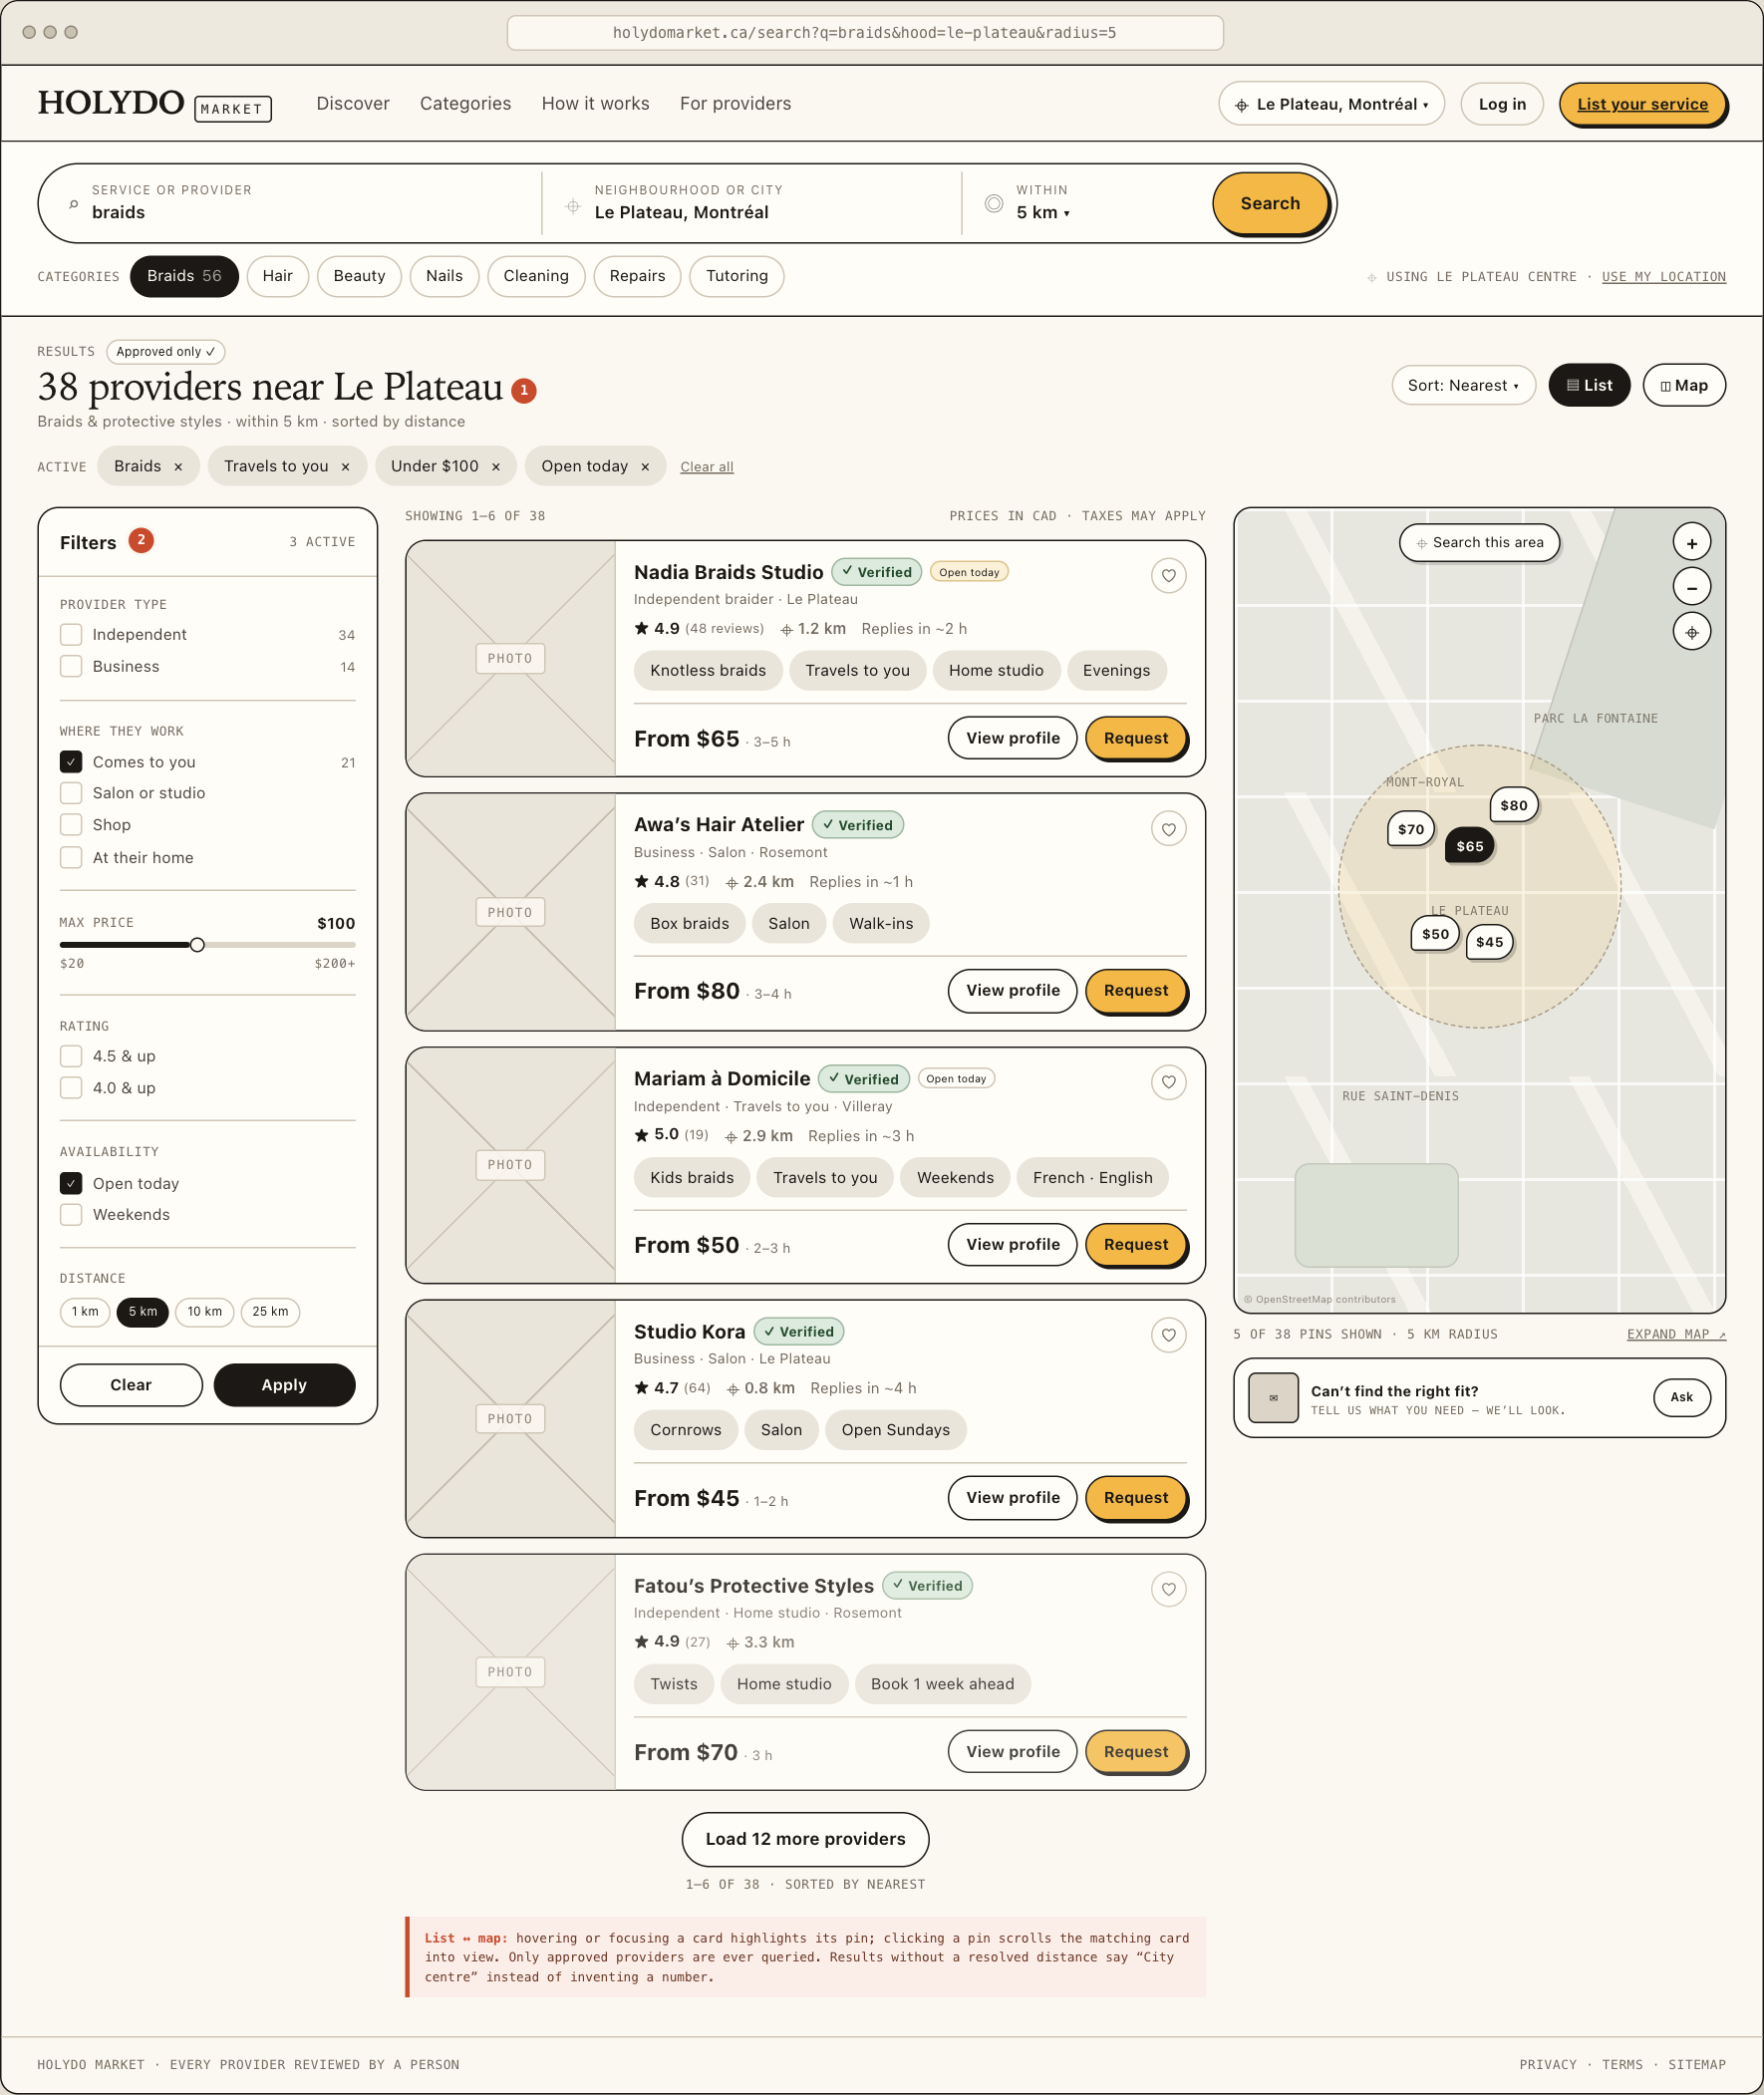 holydomarket.ca/search?q=braids&hood=le-plateau&radius=5
HOLYDO MARKET
Discover
Categories
How it works
For providers
Le Plateau, Montréal ▾
Log in
List your service
SERVICE OR PROVIDER
braids
NEIGHBOURHOOD OR CITY
Le Plateau, Montréal
WITHIN
5 km ▾
Search
CATEGORIES
Braids 56
Hair
Beauty
Nails
Cleaning
Repairs
Tutoring
USING LE PLATEAU CENTRE · USE MY LOCATION
RESULTS
Approved only ✓
38 providers near Le Plateau 1
Braids & protective styles · within 5 km · sorted by distance
Sort: Nearest ▾
List
Map
ACTIVE
Braids ×
Travels to you ×
Under $100 ×
Open today ×
Clear all
Filters 2
3 ACTIVE
PROVIDER TYPE
Independent 34
Business 14
WHERE THEY WORK
Comes to you 21
Salon or studio
Shop
At their home
MAX PRICE $100
$20 $200+
RATING
4.5 & up
4.0 & up
AVAILABILITY
Open today
Weekends
DISTANCE
1 km
5 km
10 km
25 km
Clear
Apply
SHOWING 1–6 OF 38
PRICES IN CAD · TAXES MAY APPLY
PHOTO
Nadia Braids Studio ✓ Verified Open today
Independent braider · Le Plateau
★ 4.9 (48 reviews) 1.2 km Replies in ~2 h
Knotless braids
Travels to you
Home studio
Evenings
From $65 · 3–5 h
View profile
Request
PHOTO
Awa’s Hair Atelier ✓ Verified
Business · Salon · Rosemont
★ 4.8 (31) 2.4 km Replies in ~1 h
Box braids
Salon
Walk-ins
From $80 · 3–4 h
View profile
Request
PHOTO
Mariam à Domicile ✓ Verified Open today
Independent · Travels to you · Villeray
★ 5.0 (19) 2.9 km Replies in ~3 h
Kids braids
Travels to you
Weekends
French · English
From $50 · 2–3 h
View profile
Request
PHOTO
Studio Kora ✓ Verified
Business · Salon · Le Plateau
★ 4.7 (64) 0.8 km Replies in ~4 h
Cornrows
Salon
Open Sundays
From $45 · 1–2 h
View profile
Request
PHOTO
Fatou’s Protective Styles ✓ Verified
Independent · Home studio · Rosemont
★ 4.9 (27) 3.3 km
Twists
Home studio
Book 1 week ahead
From $70 · 3 h
View profile
Request
Load 12 more providers
1–6 OF 38 · SORTED BY NEAREST
List ↔ map: hovering or focusing a card highlights its pin; clicking a pin scrolls the matching card
into view. Only approved providers are ever queried. Results without a resolved distance say “City
centre” instead of inventing a number.
Search this area
+
−
PARC LA FONTAINE
MONT-ROYAL
$80
$70
$65
LE PLATEAU
$50
$45
RUE SAINT-DENIS
© OpenStreetMap contributors
5 OF 38 PINS SHOWN · 5 KM RADIUS
EXPAND MAP ↗
Can’t find the right fit?
TELL US WHAT YOU NEED — WE’LL LOOK.
Ask
HOLYDO MARKET · EVERY PROVIDER REVIEWED BY A PERSON
PRIVACY · TERMS · SITEMAP